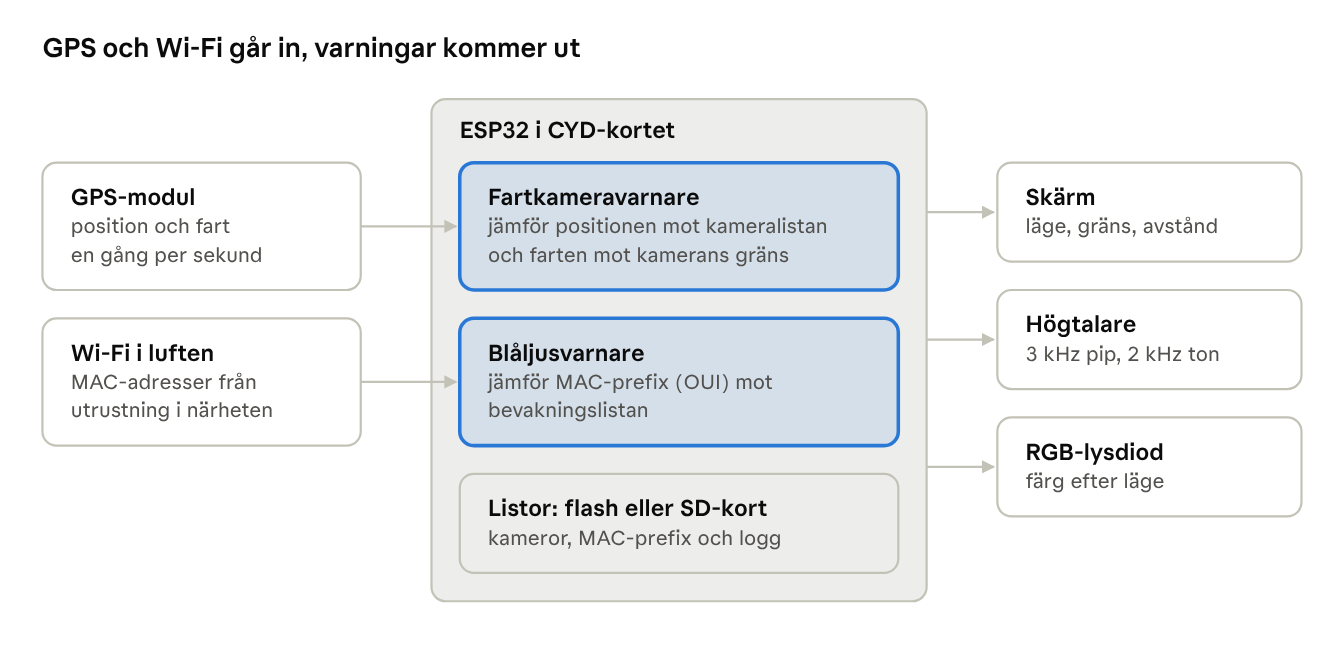 GPS och Wi-Fi går in, varningar kommer ut
ESP32 i CYD-kortet
GPS-modul
position och fart
en gång per sekund
Wi-Fi i luften
MAC-adresser från
utrustning i närheten
Fartkameravarnare
jämför positionen mot kameralistan
och farten mot kamerans gräns
Blåljusvarnare
jämför MAC-prefix (OUI) mot
bevakningslistan
Listor: flash eller SD-kort
kameror, MAC-prefix och logg
Skärm
läge, gräns, avstånd
Högtalare
3 kHz pip, 2 kHz ton
RGB-lysdiod
färg efter läge